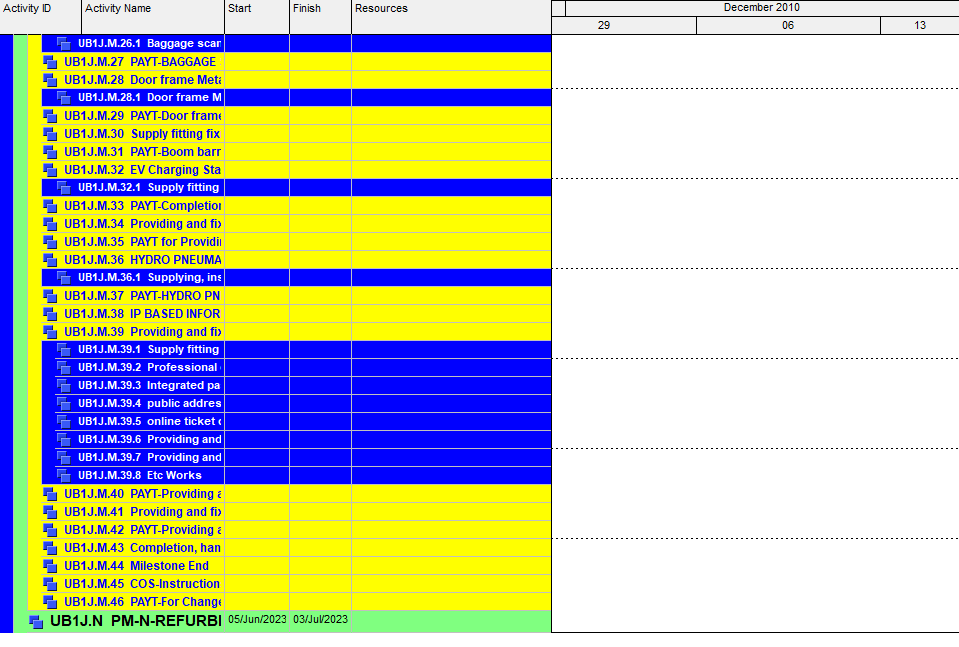 Activity ID Activity Name Start Finish Resources December 2010
29 06 13
UB1J.M.26.1 Baggage scan
UB1J.M.27 PAYT-BAGGAGE
UB1J.M.28 Door frame Meta
UB1J.M.28.1 Door frame M
UB1J.M.29 PAYT-Door frame
UB1J.M.30 Supply fitting fix
UB1J.M.31 PAYT-Boom barr
UB1J.M.32 EV Charging Sta
UB1J.M.32.1 Supply fitting
UB1J.M.33 PAYT-Completion
UB1J.M.34 Providing and fix
UB1J.M.35 PAYT for Providi
UB1J.M.36 HYDRO PNEUMA
UB1J.M.36.1 Supplying, ins
UB1J.M.37 PAYT-HYDRO PN
UB1J.M.38 IP BASED INFOR
UB1J.M.39 Providing and fix
UB1J.M.39.1 Supply fitting
UB1J.M.39.2 Professional
UB1J.M.39.3 Integrated pa
UB1J.M.39.4 public addres
UB1J.M.39.5 online ticket c
UB1J.M.39.6 Providing and
UB1J.M.39.7 Providing and
UB1J.M.39.8 Etc Works
UB1J.M.40 PAYT-Providing a
UB1J.M.41 Providing and fix
UB1J.M.42 PAYT-Providing a
UB1J.M.43 Completion, han
UB1J.M.44 Milestone End
UB1J.M.45 COS-Instruction
UB1J.M.46 PAYT-For Change
UB1J.N PM-N-REFURBI 05/Jun/2023 03/Jul/2023